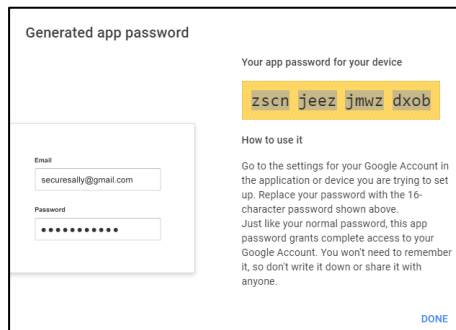 Generated app password
Your app password for your device
zscn jeez jmwz dxob
How to use it
Go to the settings for your Google Account in
the application or device you are trying to set
up. Replace your password with the 16-
character password shown above.
Just like your normal password, this app
password grants complete access to your
Google Account. You won't need to remember
it, so don't write it down or share it with
anyone.
Email
securesally@gmail.com
Password
●●●●●●●●●●●
DONE